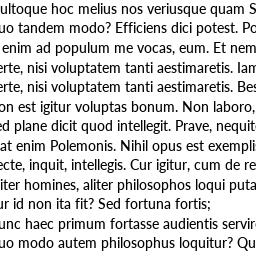 ultoque hoc melius nos veriusque quam S
uo tandem modo? Efficiens dici potest. Po
enim ad populum me vocas, eum. Et nem
erte, nisi voluptatem tanti aestimaretis. Iam
erte, nisi voluptatem tanti aestimaretis. Bes
on est igitur voluptas bonum. Non laboro,
ed plane dicit quod intellegit. Prave, nequit
at enim Polemonis. Nihil opus est exempli
ecte, inquit, intellegis. Cur igitur, cum de re
liter homines, aliter philosophos loqui puta
ur id non ita fit? Sed fortuna fortis;
unc haec primum fortasse audientis servire
uo modo autem philosophus loquitur? Qu